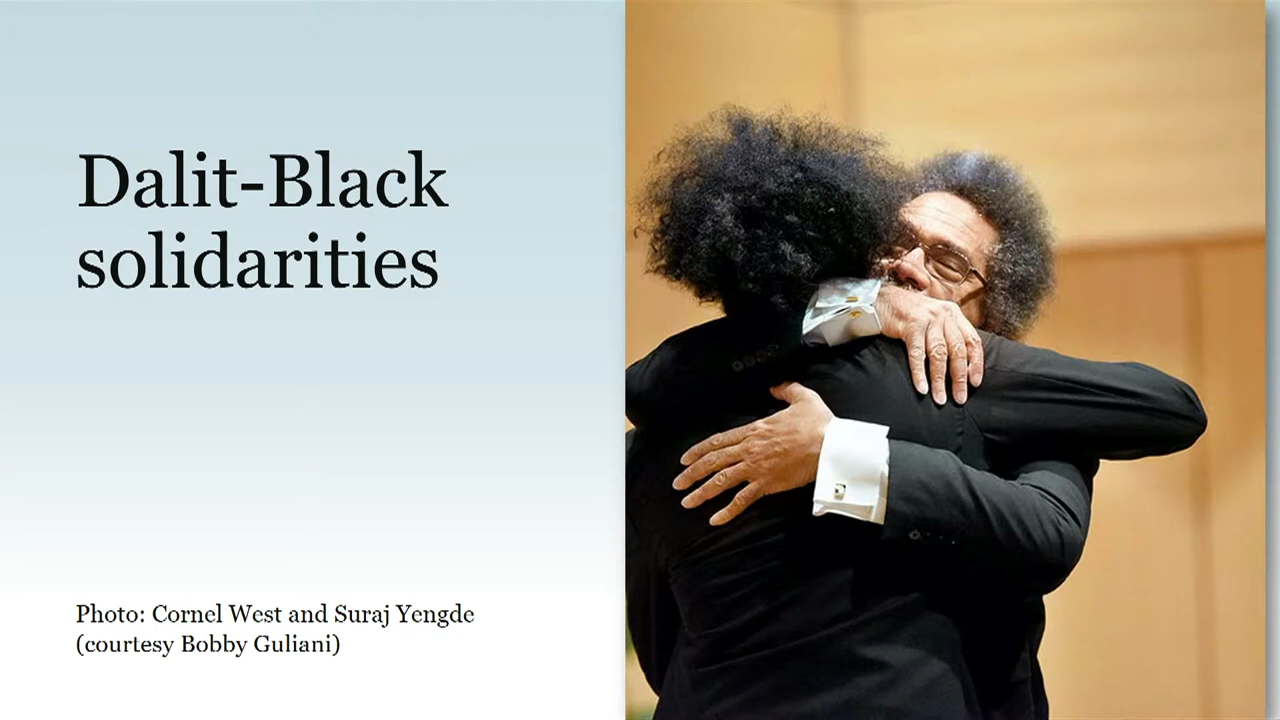 Dalit-Black
solidarities
Photo: Cornel West and Suraj Yengde
(courtesy Bobby Guliani)